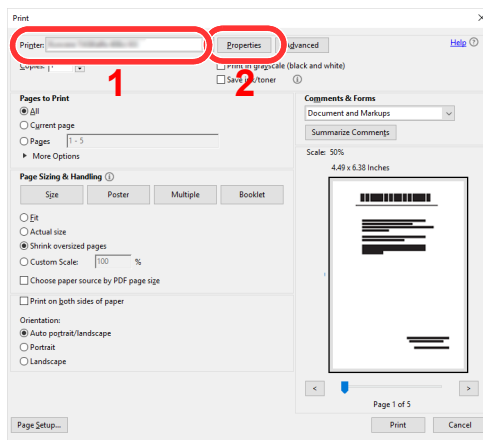 Print
Printer:
Properties
Advanced
Help
Copies: 1
Print in grayscale (black and white)
Save ink/toner
1
2
Pages to Print
All
Current page
Pages 1 - 5
More Options
Page Sizing & Handling
Size
Poster
Multiple
Booklet
Fit
Actual size
Shrink oversized pages
Custom Scale: 100 %
Choose paper source by PDF page size
Print on both sides of paper
Orientation:
Auto portrait/landscape
Portrait
Landscape
Comments & Forms
Document and Markups
Summarize Comments
Scale: 50%
4.49 x 6.38 Inches
<
>
Page 1 of 5
Page Setup...
Print
Cancel